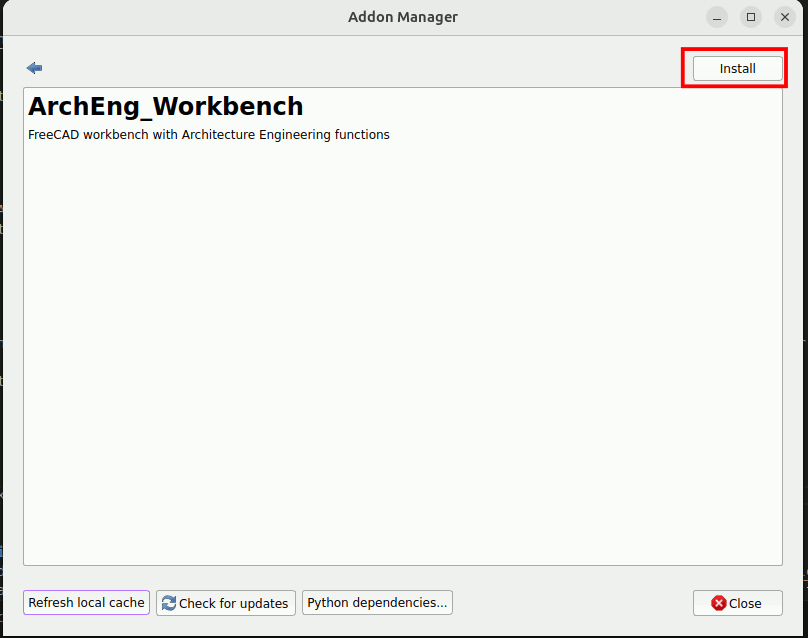 Addon Manager
Install
ArchEng_Workbench
FreeCAD workbench with Architecture Engineering functions
Refresh local cache
Check for updates
Python dependencies...
Close